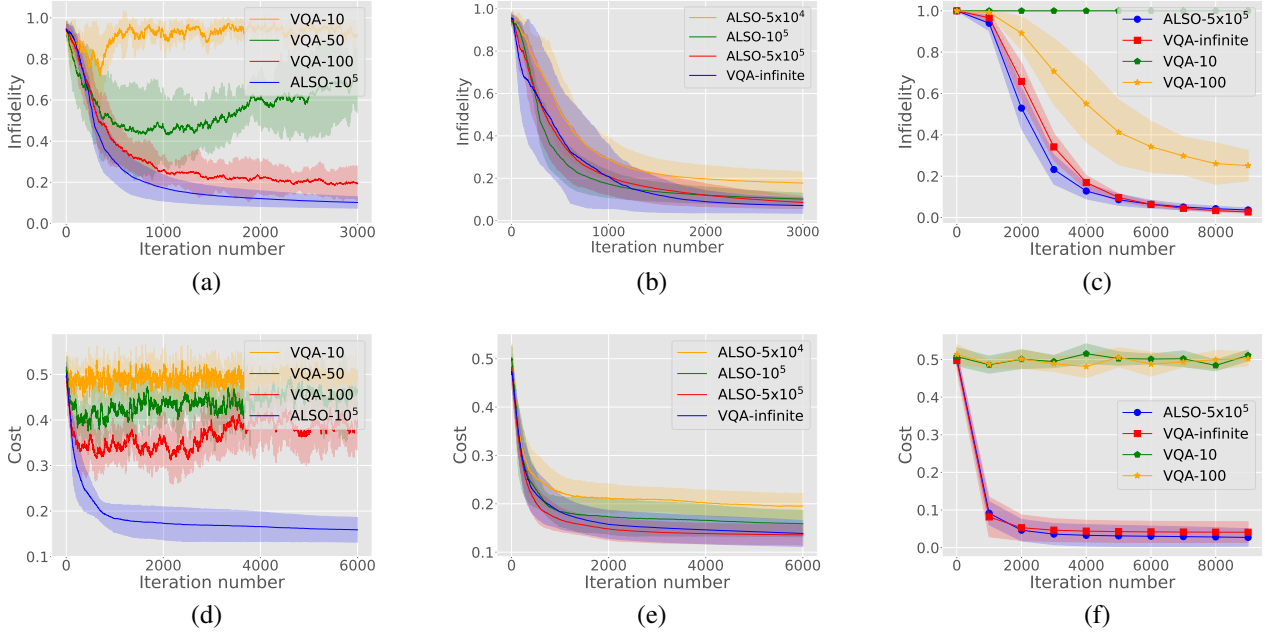 1.0
0.8
0.6
0.4
0.2
0.0
Infidelity
VQA-10
VQA-50
VQA-100
ALSO-10⁵
0 1000 2000 3000
Iteration number
(a)
1.0
0.8
0.6
0.4
0.2
0.0
Infidelity
ALSO-5x10⁴
ALSO-10⁵
ALSO-5x10⁵
VQA-infinite
0 1000 2000 3000
Iteration number
(b)
1.0
0.8
0.6
0.4
0.2
0.0
Infidelity
ALSO-5x10⁵
VQA-infinite
VQA-10
VQA-100
0 2000 4000 6000 8000
Iteration number
(c)
0.5
0.4
0.3
0.2
0.1
Cost
VQA-10
VQA-50
VQA-100
ALSO-10⁵
0 2000 4000 6000
Iteration number
(d)
0.5
0.4
0.3
0.2
0.1
Cost
ALSO-5x10⁴
ALSO-10⁵
ALSO-5x10⁵
VQA-infinite
0 2000 4000 6000
Iteration number
(e)
0.5
0.4
0.3
0.2
0.1
0.0
Cost
ALSO-5x10⁵
VQA-infinite
VQA-10
VQA-100
0 2000 4000 6000 8000
Iteration number
(f)